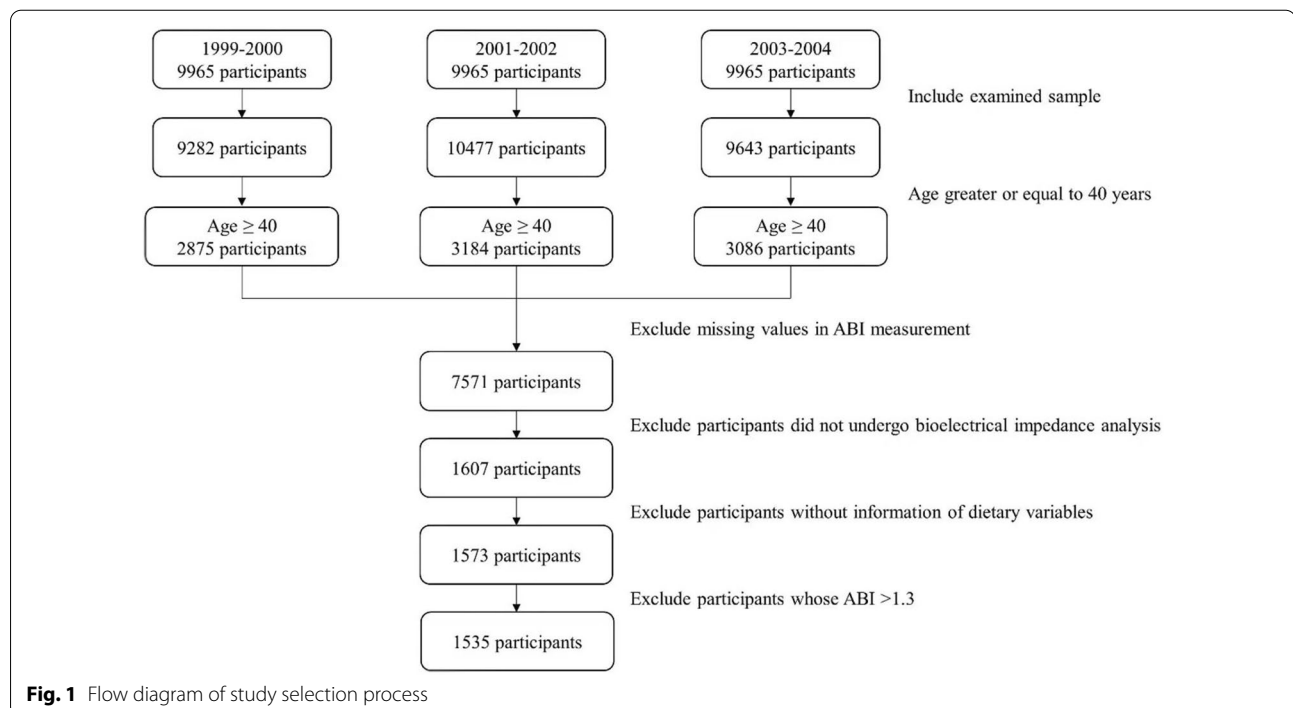 1999-2000
9965 participants
2001-2002
9965 participants
2003-2004
9965 participants
Include examined sample
9282 participants
10477 participants
9643 participants
Age greater or equal to 40 years
Age ≥ 40
2875 participants
Age ≥ 40
3184 participants
Age ≥ 40
3086 participants
Exclude missing values in ABI measurement
7571 participants
Exclude participants did not undergo bioelectrical impedance analysis
1607 participants
Exclude participants without information of dietary variables
1573 participants
Exclude participants whose ABI >1.3
1535 participants
Fig. 1 Flow diagram of study selection process